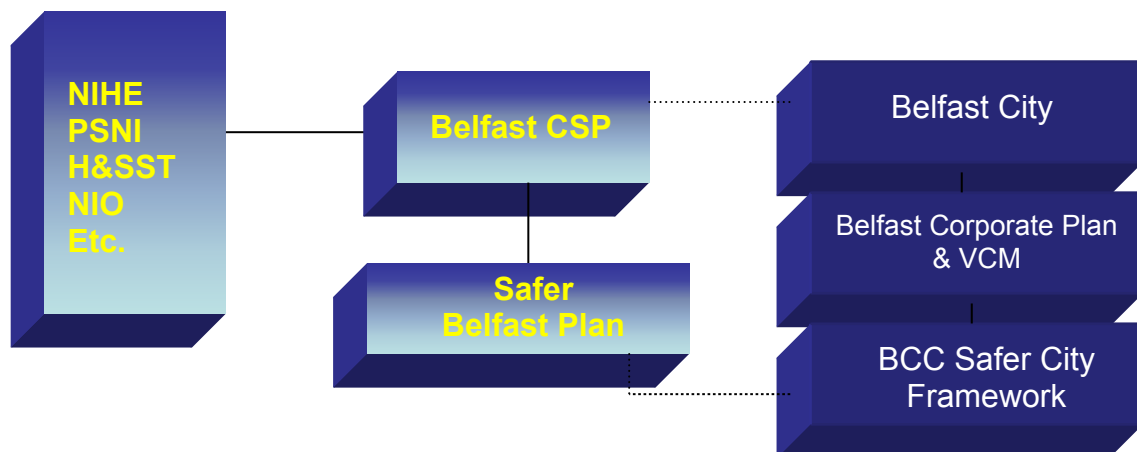 NIHE
PSNI
H&SST
NIO
Etc.
Belfast CSP
Safer
Belfast Plan
Belfast City
Belfast Corporate Plan
& VCM
BCC Safer City
Framework